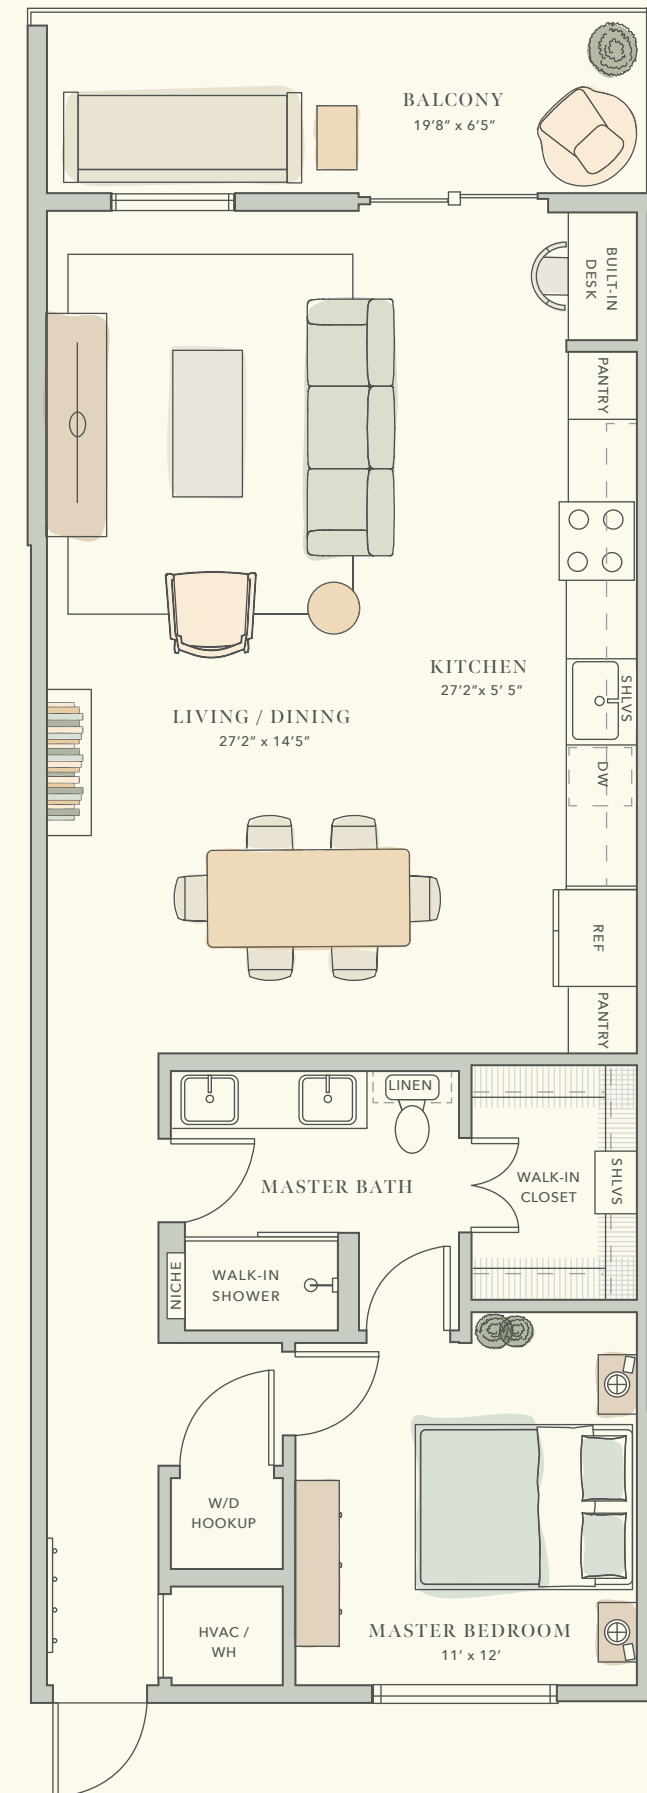 BALCONY
19'8" x 6'5"
BUILT-IN
DESK
PANTRY
KITCHEN
27'2"x 5' 5"
SHLVS
LIVING / DINING
27'2" x 14'5"
DW
REF
PANTRY
LINEN
MASTER BATH
WALK-IN
CLOSET
SHLVS
NICHE
WALK-IN
SHOWER
W/D
HOOKUP
HVAC /
WH
MASTER BEDROOM
11' x 12'